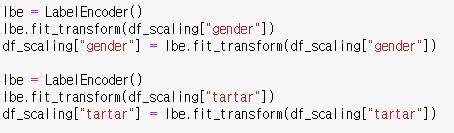 lbe = LabelEncoder()
lbe.fit_transform(df_scaling["gender"])
df_scaling["gender"] = lbe.fit_transform(df_scaling["gender"])

lbe = LabelEncoder()
lbe.fit_transform(df_scaling["tartar"])
df_scaling["tartar"] = lbe.fit_transform(df_scaling["tartar"])